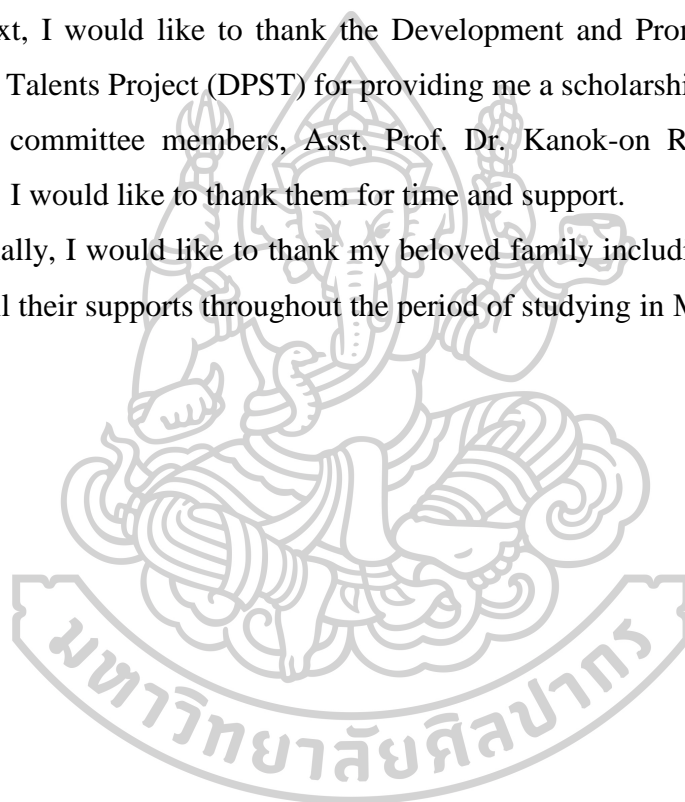 xt, I would like to thank the Development and Pron
Talents Project (DPST) for providing me a scholarshi
committee members, Asst. Prof. Dr. Kanok-on R
I would like to thank them for time and support.
ally, I would like to thank my beloved family includi
ll their supports throughout the period of studying in M
มหาวิทยาลัยศิลปากร